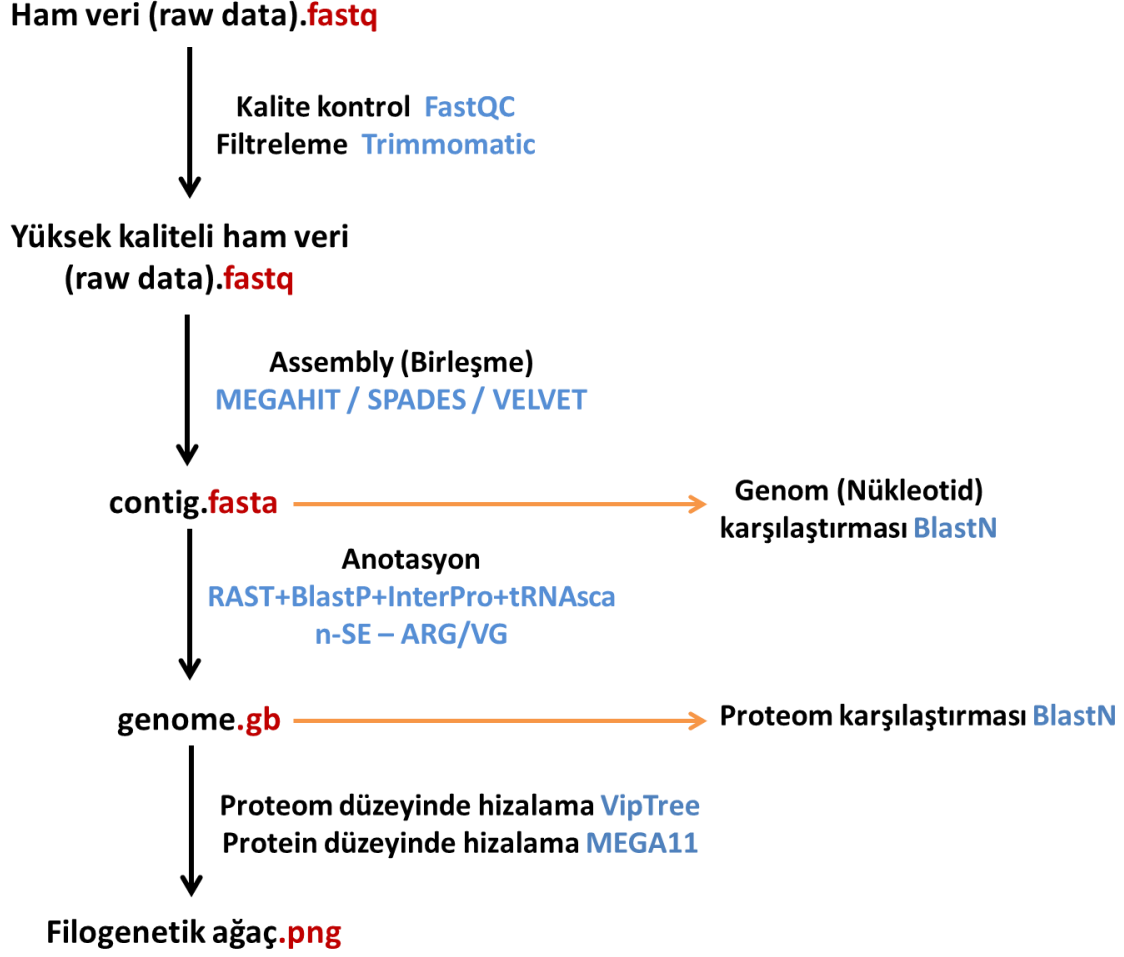 Ham veri (raw data).fastq
Kalite kontrol FastQC
Filtreleme Trimmomatic
Yüksek kaliteli ham veri
(raw data).fastq
Assembly (Birleşme)
MEGAHIT / SPADES / VELVET
contig.fasta
Genom (Nükleotid)
karşılaştırması BlastN
Anotasyon
RAST+BlastP+InterPro+tRNAsca
n-SE – ARG/VG
genome.gb
Proteom karşılaştırması BlastN
Proteom düzeyinde hizalama VipTree
Protein düzeyinde hizalama MEGA11
Filogenetik ağaç.png